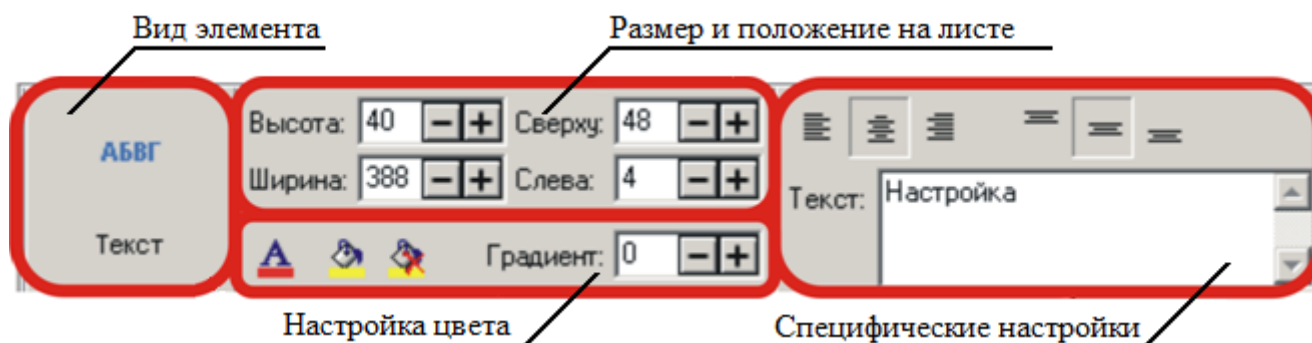 Вид элемента
Размер и положение на листе
АБВГ
Текст
Высота: 40 Сверху: 48
Ширина: 388 Слева: 4
A Градиент: 0
Текст: Настройка
Настройка цвета
Специфические настройки